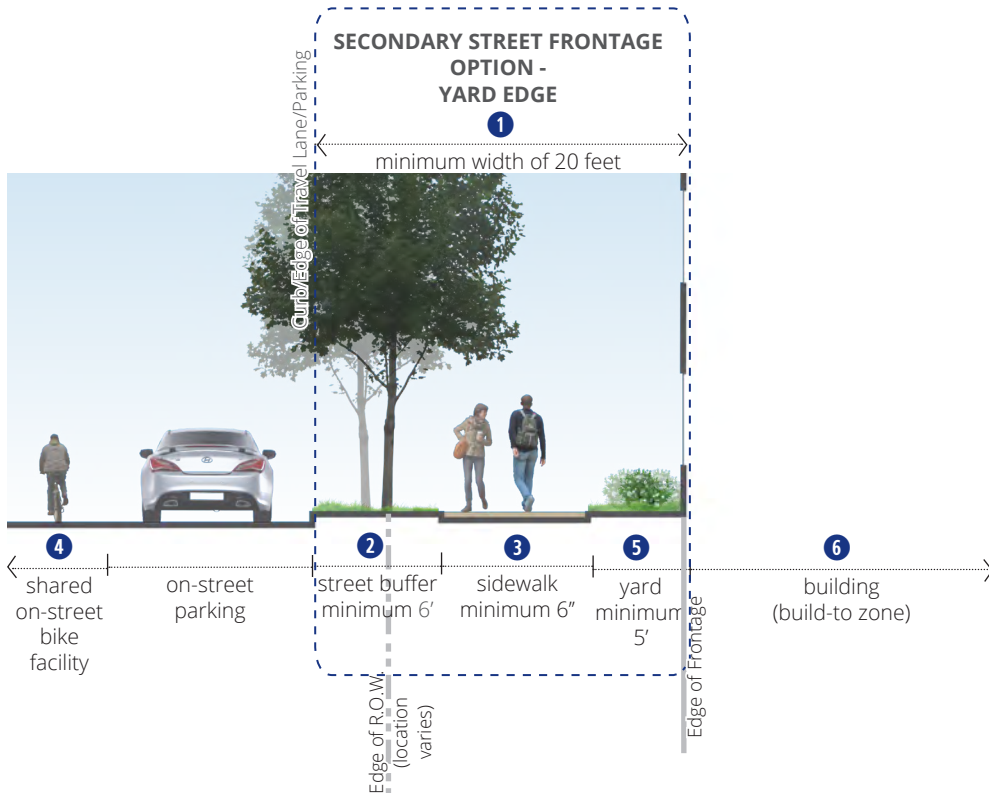 SECONDARY STREET FRONTAGE
OPTION -
YARD EDGE
1
minimum width of 20 feet
Curb/Edge of Travel Lane/Parking
4
shared
on-street
bike
facility
on-street
parking
2
street buffer
minimum 6'
3
sidewalk
minimum 6”
5
yard
minimum
5'
6
building
(build-to zone)
Edge of R.O.W.
(location
varies)
Edge of Frontage